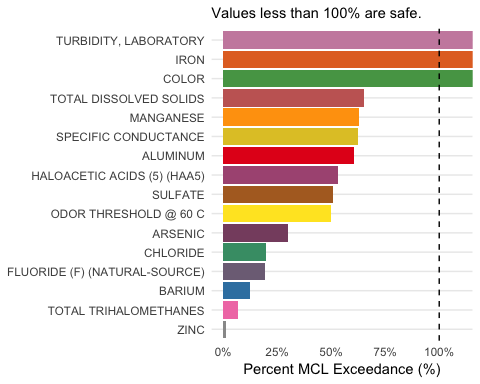 Values less than 100% are safe.
TURBIDITY, LABORATORY
IRON
COLOR
TOTAL DISSOLVED SOLIDS
MANGANESE
SPECIFIC CONDUCTANCE
ALUMINUM
HALOACETIC ACIDS (5) (HAA5)
SULFATE
ODOR THRESHOLD @ 60 C
ARSENIC
CHLORIDE
FLUORIDE (F) (NATURAL-SOURCE)
BARIUM
TOTAL TRIHALOMETHANES
ZINC
0% 25% 50% 75% 100%
Percent MCL Exceedance (%)